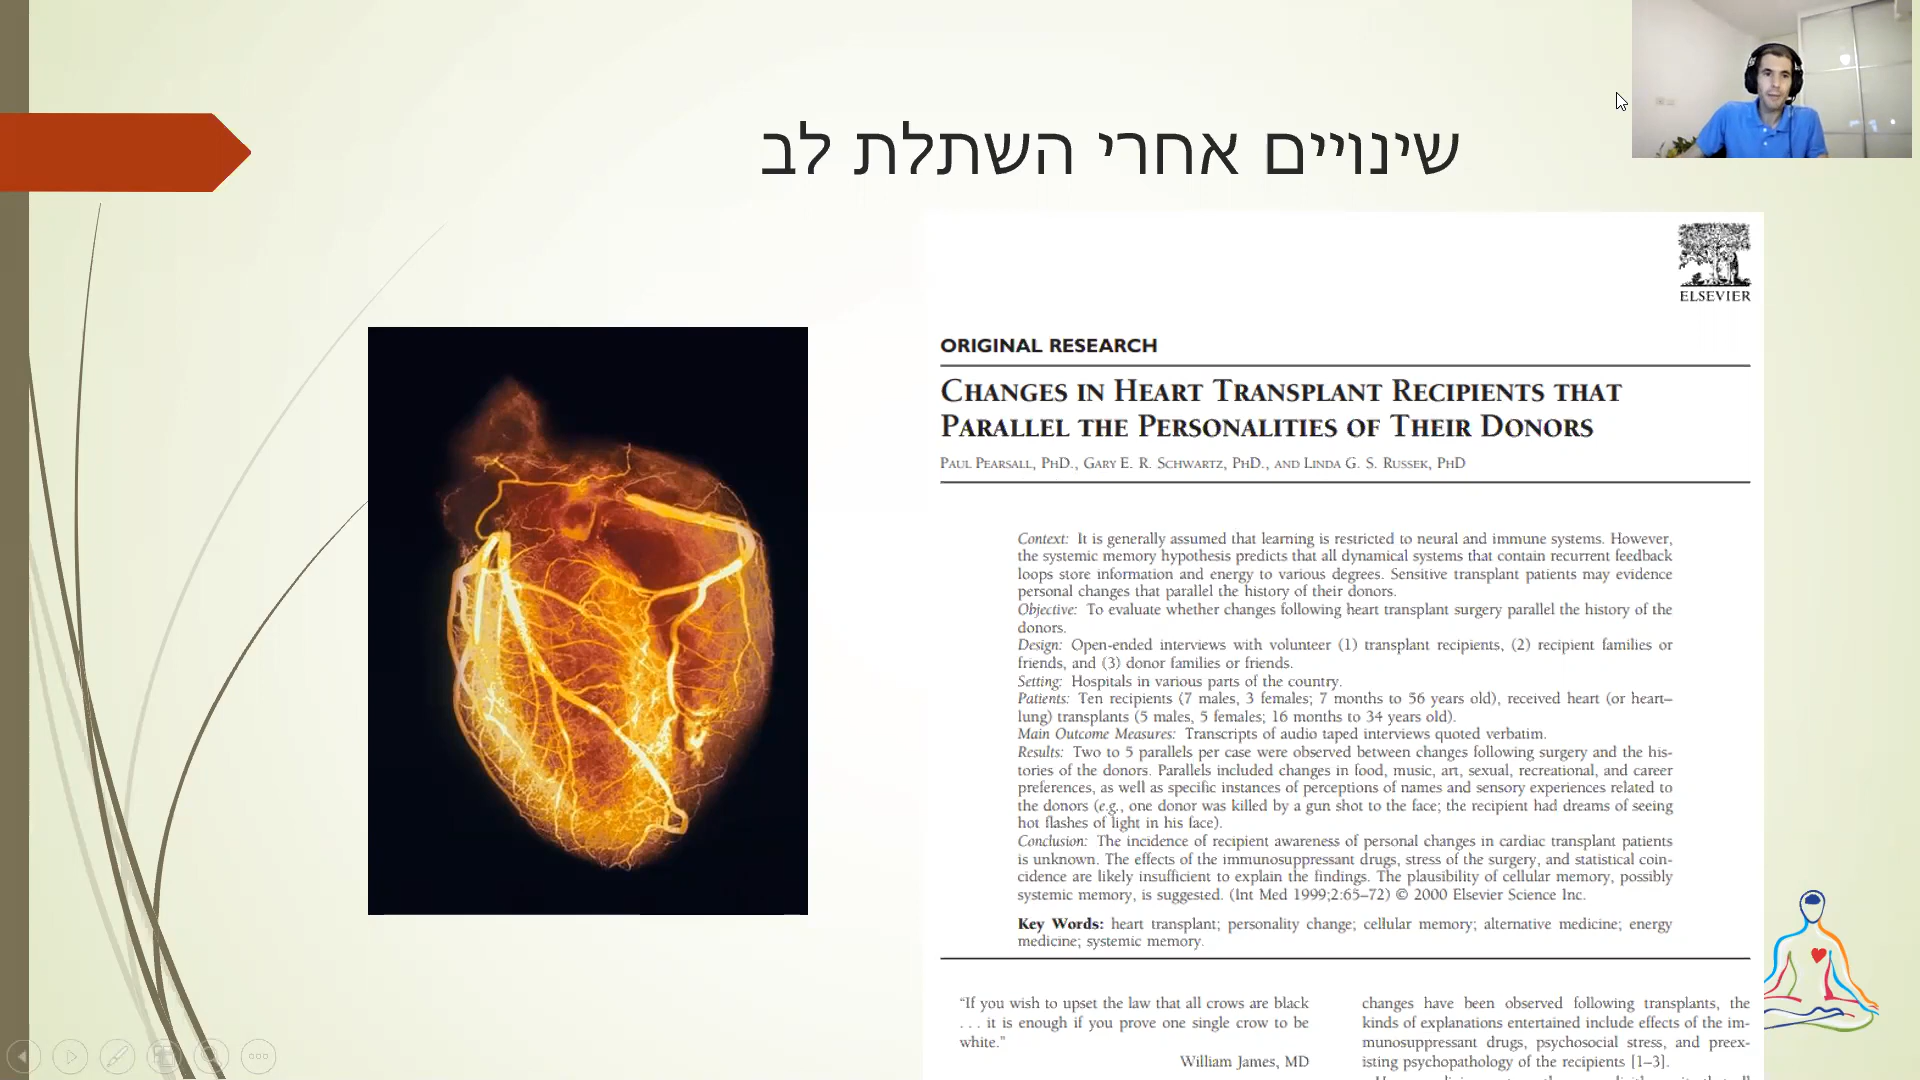 שינויים אחרי השתלת לב
ELSEVIER
ORIGINAL RESEARCH
CHANGES IN HEART TRANSPLANT RECIPIENTS THAT
PARALLEL THE PERSONALITIES OF THEIR DONORS
PAUL PEARSALL, PHD., GARY E. R. SCHWARTZ, PHD., AND LINDA G. S. RUSSEK, PHD
Context: It is generally assumed that learning is restricted to neural and immune systems. However,
the systemic memory hypothesis predicts that all dynamical systems that contain recurrent feedback
loops store information and energy to various degrees. Sensitive transplant patients may evidence
personal changes that parallel the history of their donors.
Objective: To evaluate whether changes following heart transplant surgery parallel the history of the
donors.
Design: Open-ended interviews with volunteer (1) transplant recipients, (2) recipient families or
friends, and (3) donor families or friends.
Setting: Hospitals in various parts of the country.
Patients: Ten recipients (7 males, 3 females; 7 months to 56 years old), received heart (or heart–
lung) transplants (5 males, 5 females; 16 months to 34 years old).
Main Outcome Measures: Transcripts of audio taped interviews quoted verbatim.
Results: Two to 5 parallels per case were observed between changes following surgery and the his-
tories of the donors. Parallels included changes in food, music, art, sexual, recreational, and career
preferences, as well as specific instances of perceptions of names and sensory experiences related to
the donors (e.g., one donor was killed by a gun shot to the face; the recipient had dreams of seeing
hot flashes of light in his face).
Conclusion: The incidence of recipient awareness of personal changes in cardiac transplant patients
is unknown. The effects of the immunosuppressant drugs, stress of the surgery, and statistical coin-
cidence are likely insufficient to explain the findings. The plausibility of cellular memory, possibly
systemic memory, is suggested. (Int Med 1999;2:65–72) © 2000 Elsevier Science Inc.
Key Words: heart transplant; personality change; cellular memory; alternative medicine; energy
medicine; systemic memory.
“If you wish to upset the law that all crows are black
. . . it is enough if you prove one single crow to be
white.”
William James, MD
changes have been observed following transplants, the
kinds of explanations entertained include effects of the im-
munosuppressant drugs, psychosocial stress, and preex-
isting psychopathology of the recipients [1–3].